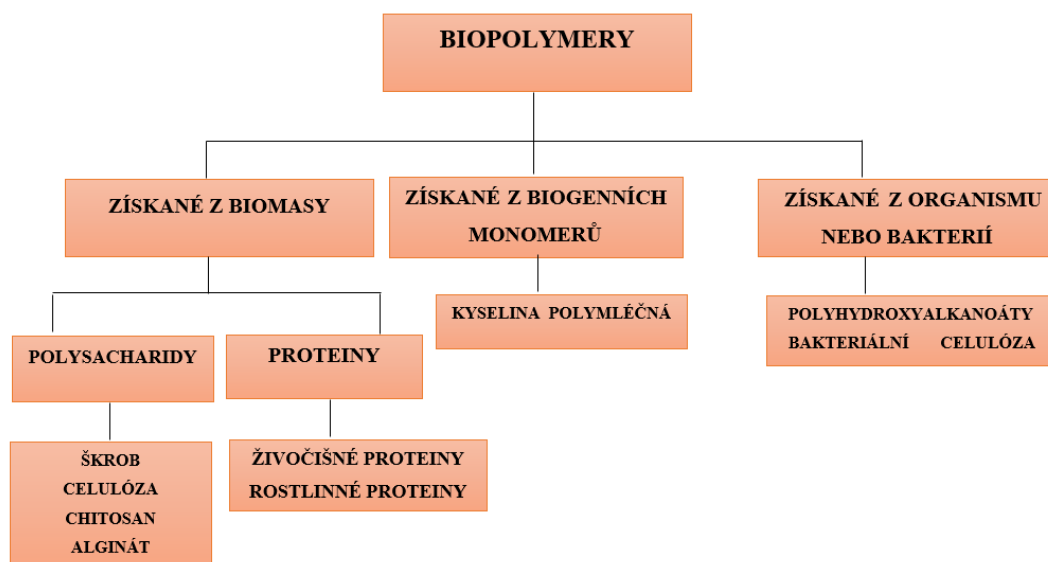 BIOPOLYMERY
ZÍSKANÉ Z BIOMASY
ZÍSKANÉ Z BIOGENNÍCH
MONOMERŮ
ZÍSKANÉ Z ORGANISMU
NEBO BAKTERIÍ
KYSELINA POLYMLÉČNÁ
POLYHYDROXYALKANOÁTY
BAKTERIÁLNÍ CELULÓZA
POLYSACHARIDY
PROTEINY
ŠKROB
CELULÓZA
CHITOSAN
ALGINÁT
ŽIVOČIŠNÉ PROTEINY
ROSTLINNÉ PROTEINY